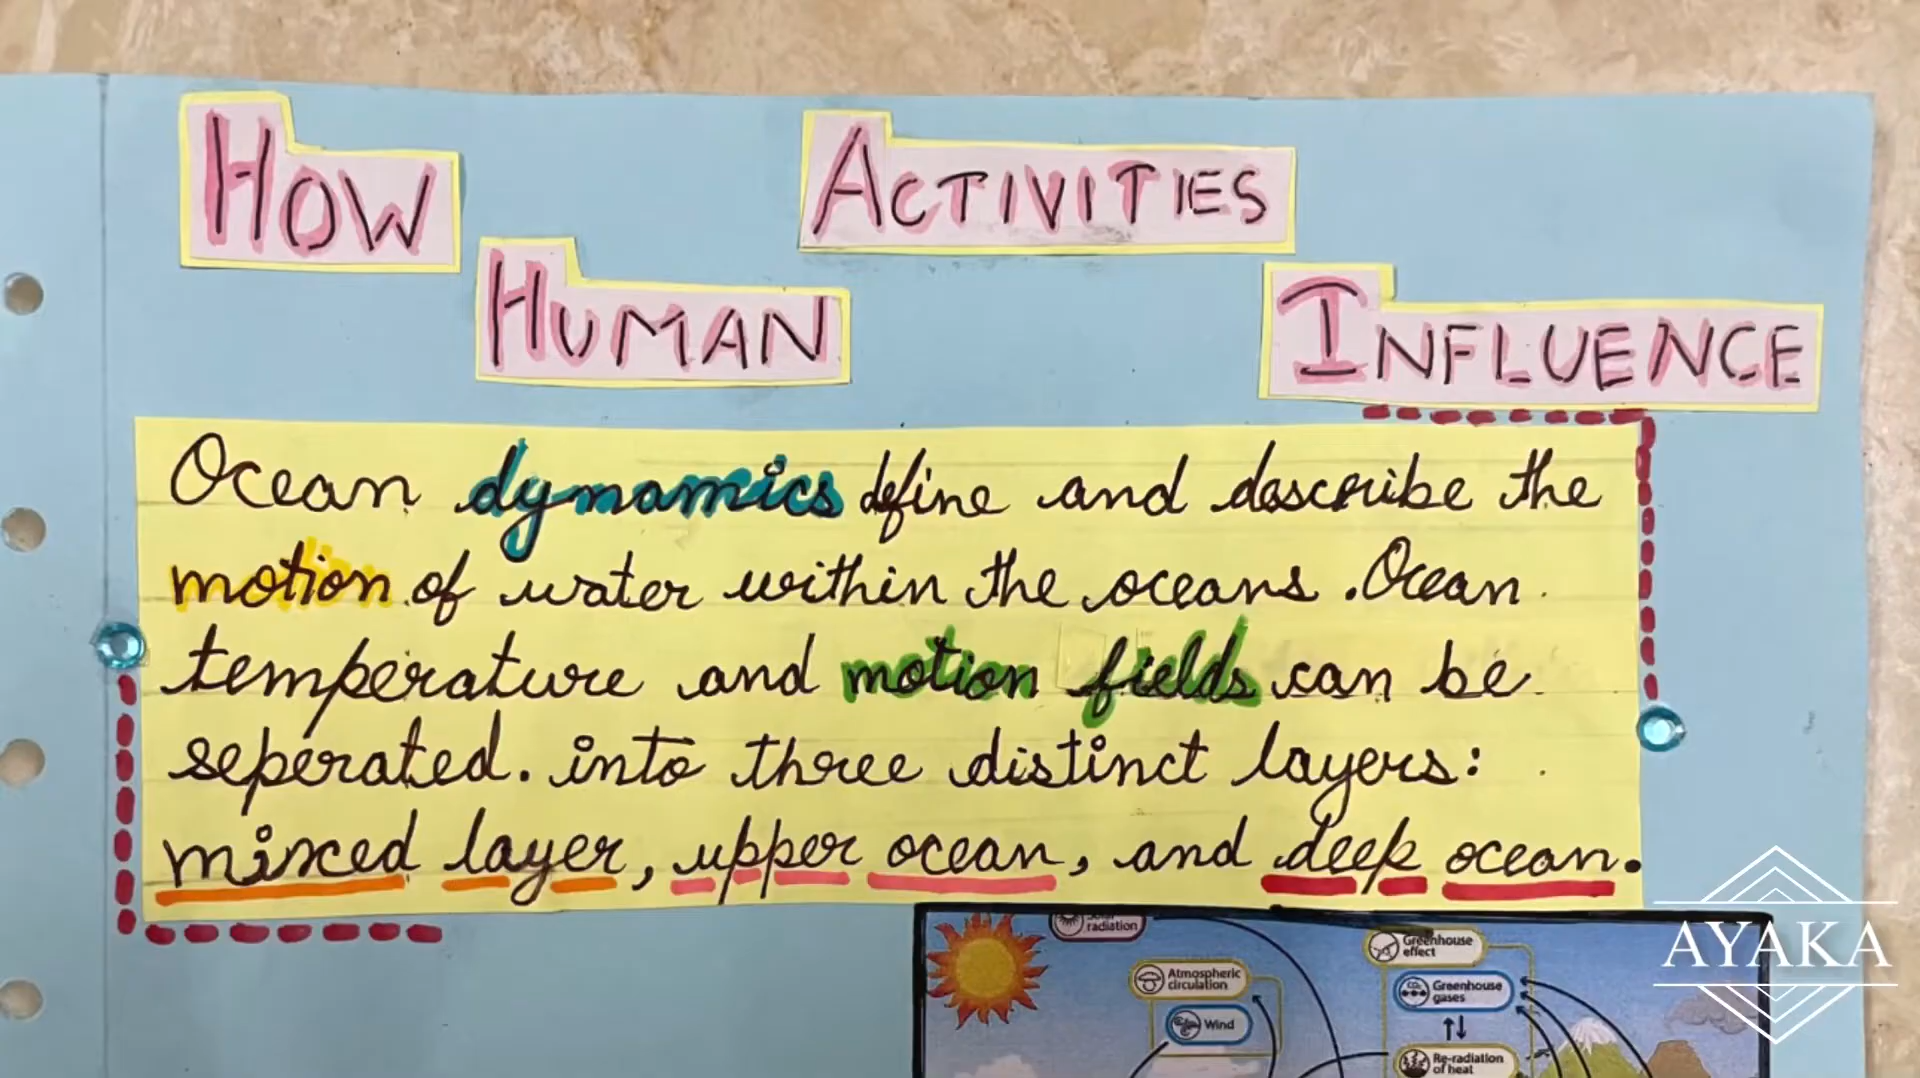 HOW
ACTIVITIES
HUMAN
INFLUENCE
Ocean dynamics define and describe the
motion of water within the oceans. Ocean
temperature and motion fields can be
seperated. into three distinct layers:
mixed layer, upper ocean, and deep ocean.
radiation
Greenhouse
effect
Atmospheric
circulation
CO₂
Greenhouse
gases
Wind
Re-radiation
of heat
AYAKA